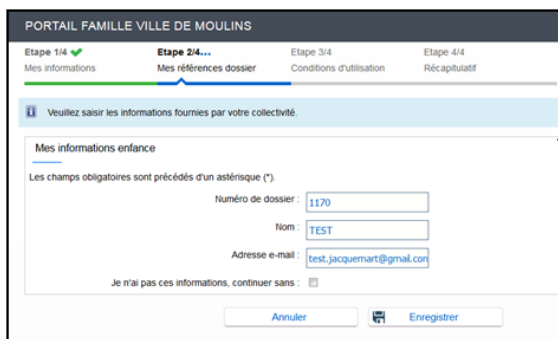 PORTAIL FAMILLE VILLE DE MOULINS
Etape 1/4 Etape 2/4... Etape 3/4 Etape 4/4
Mes informations Mes références dossier Conditions d'utilisation Récapitulatif
Veuillez saisir les informations fournies par votre collectivité.
Mes informations enfance
Les champs obligatoires sont précédés d'un astérisque (*).
Numéro de dossier : 1170
Nom : TEST
Adresse e-mail : test.jacquemart@gmail.com
Je n'ai pas ces informations, continuer sans :
Annuler Enregistrer